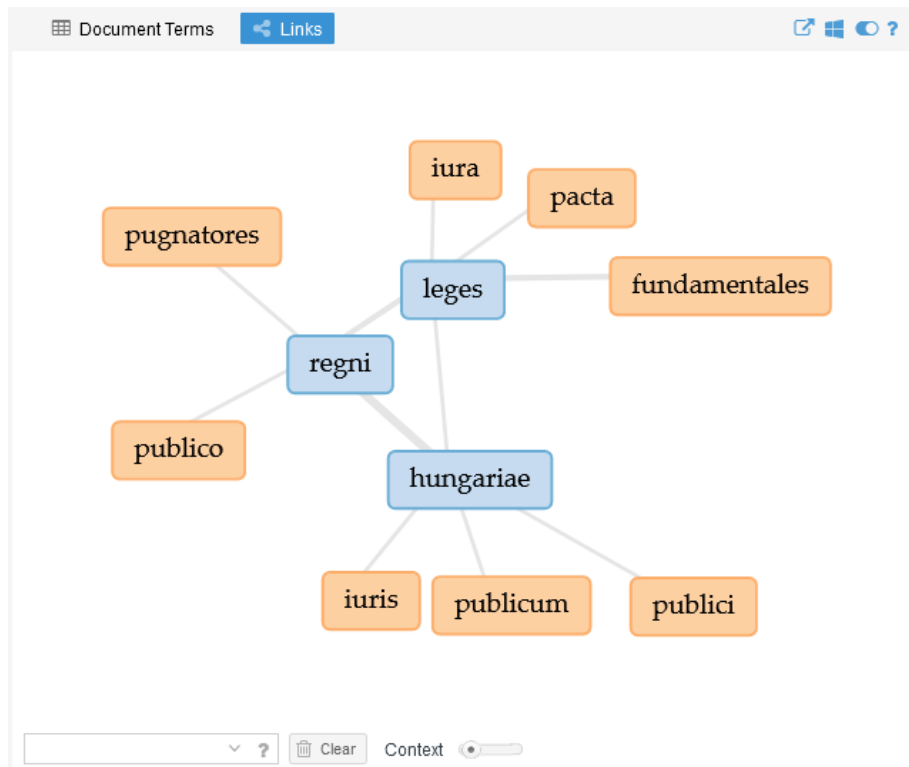 Document Terms Links ?
iura
pacta
pugnatores
leges
fundamentales
regni
publico
hungariae
iuris
publicum
publici
? Clear Context